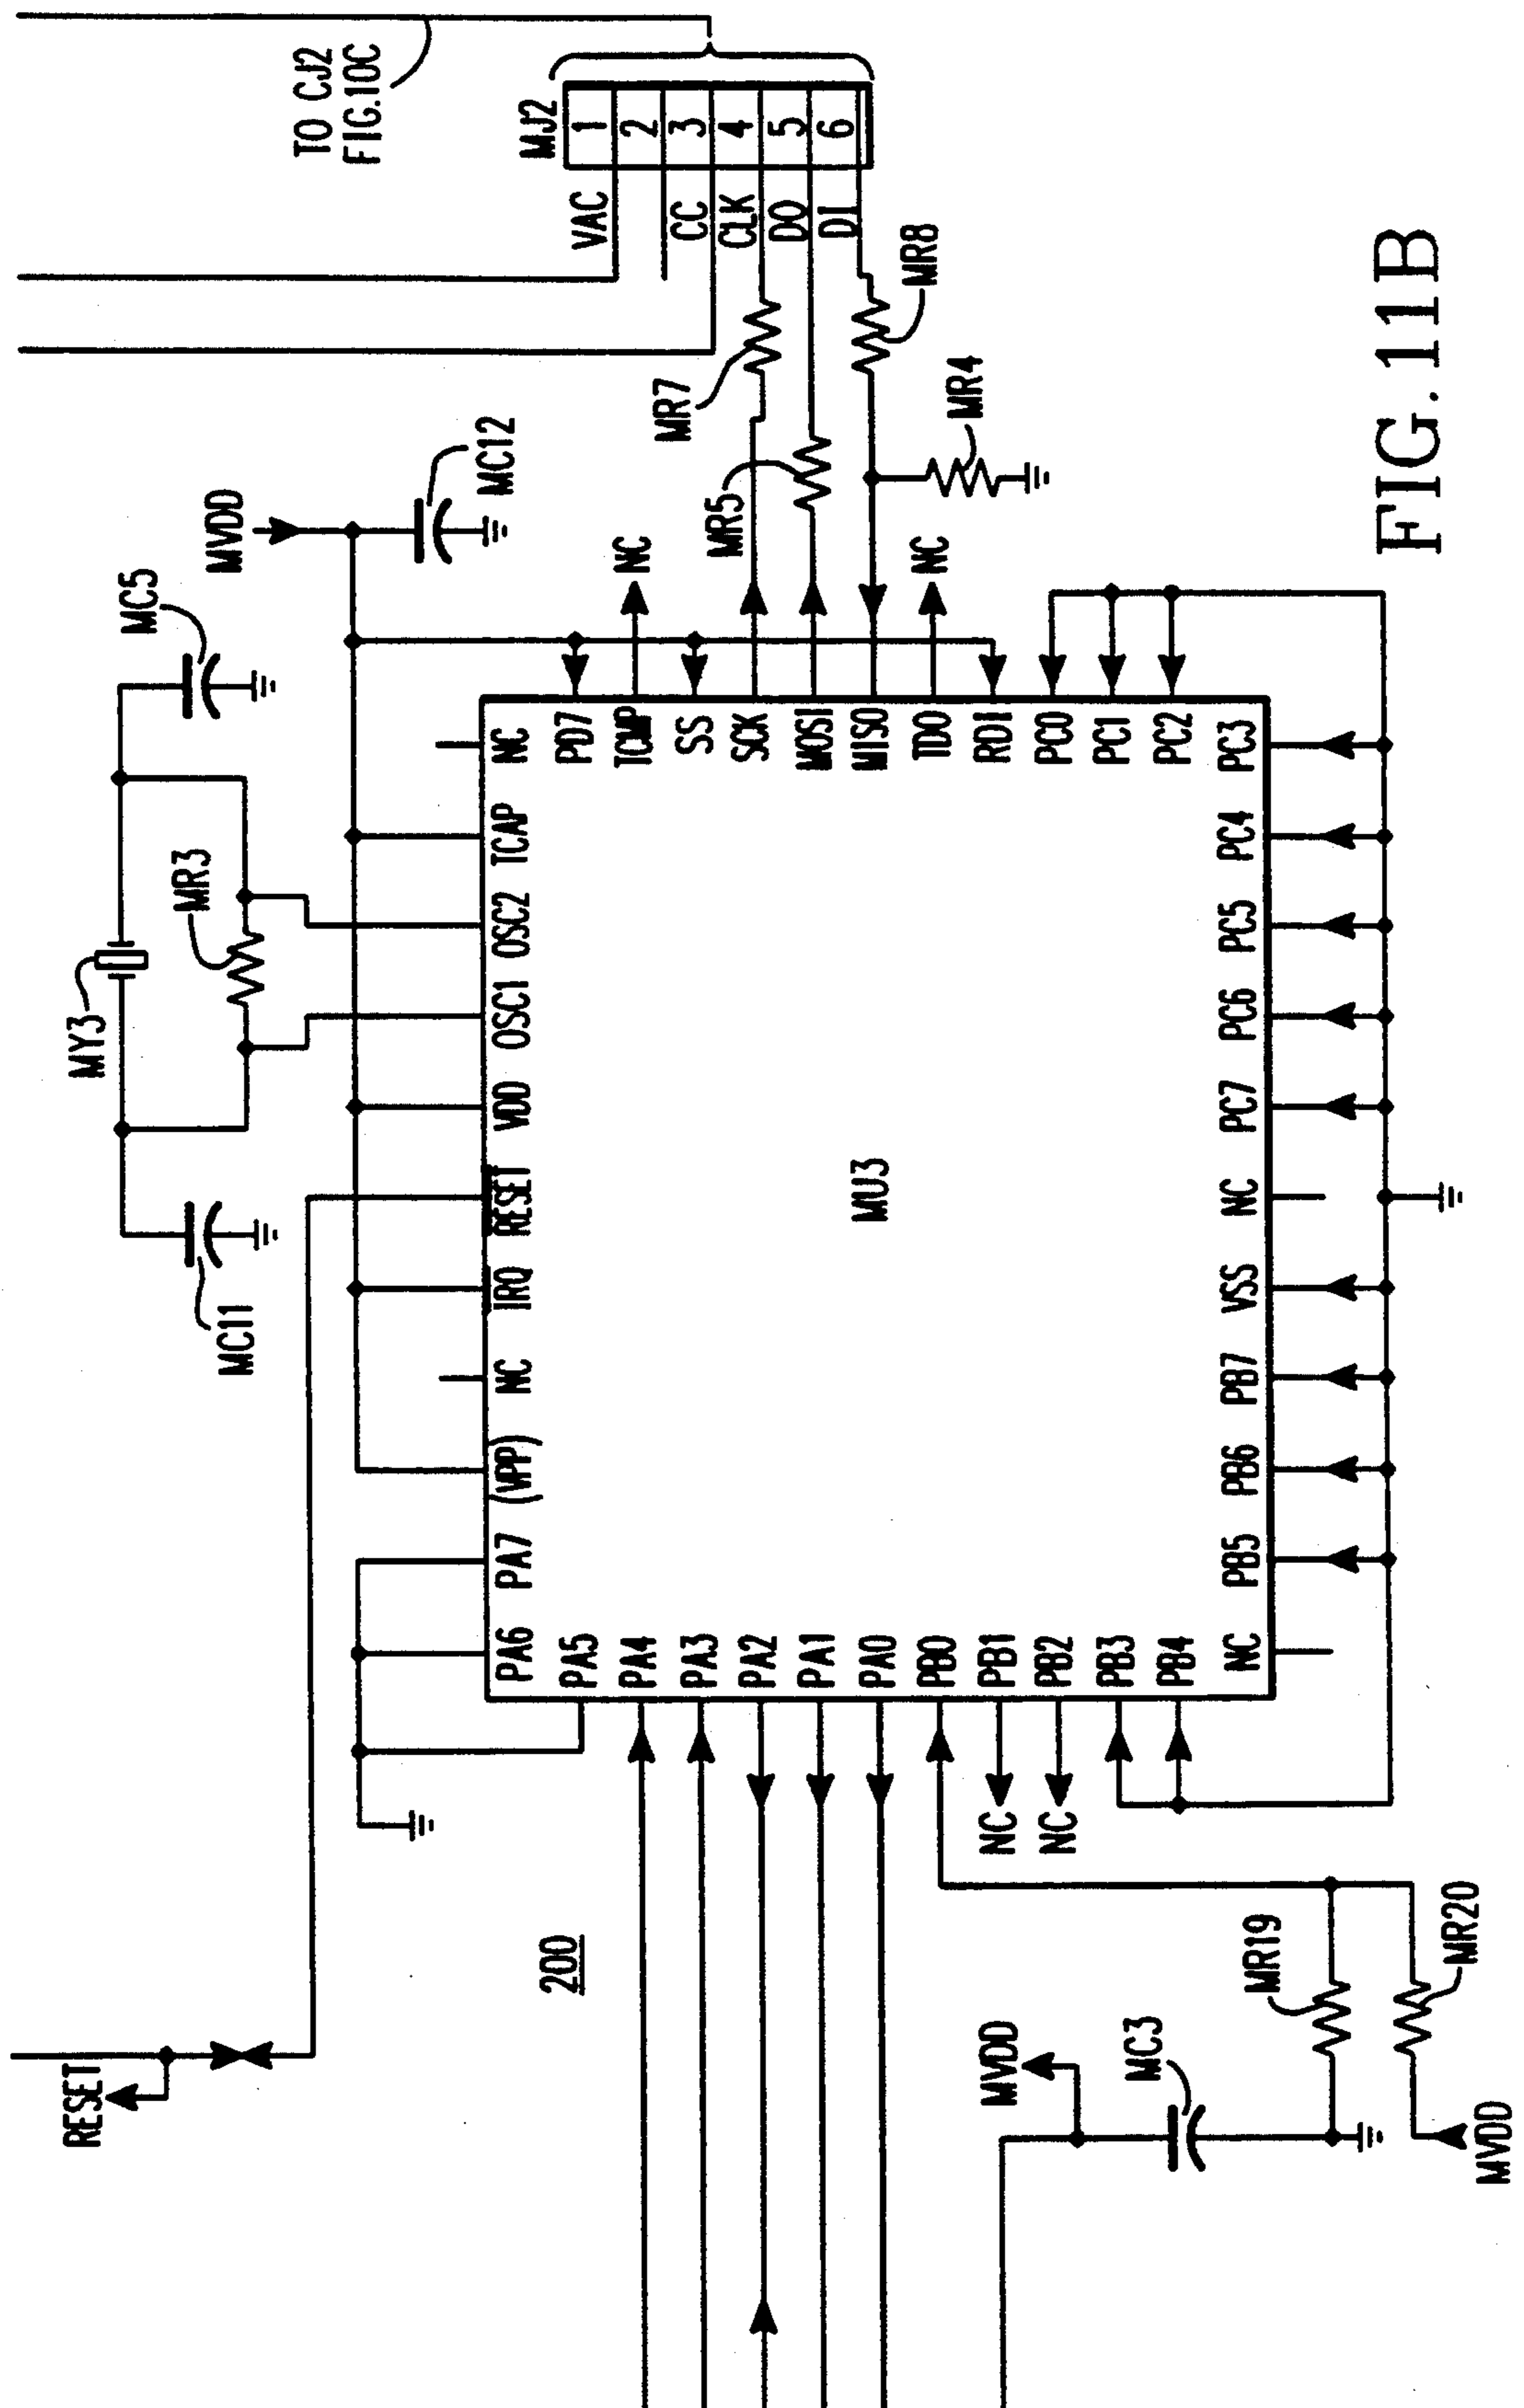 TO CJ2
FIG.10C
MJ2
1
2
3
4
5
6
VAC
CC
CLK
DO
DI
MR7
MR8
MR5
MR4
MVDD
MC12
MC5
MY3
MR3
MC11
NC
NC
NC
TCAP
OSC2
OSC1
VDD
RESET
IRQ
NC
(VPP)
PA7
PA6
PD7
TCMP
SS
SCK
MOSI
MISO
TDO
RDI
PC0
PC1
PC2
MU3
PC3
PC4
PC5
PC6
PC7
NC
VSS
PB7
PB6
PB5
NC
PA5
PA4
PA3
PA2
PA1
PA0
PB0
PB1
PB2
PB3
PB4
NC
NC
RESET
200
MVDD
MC3
MR19
MR20
MVDD
FIG. 11B